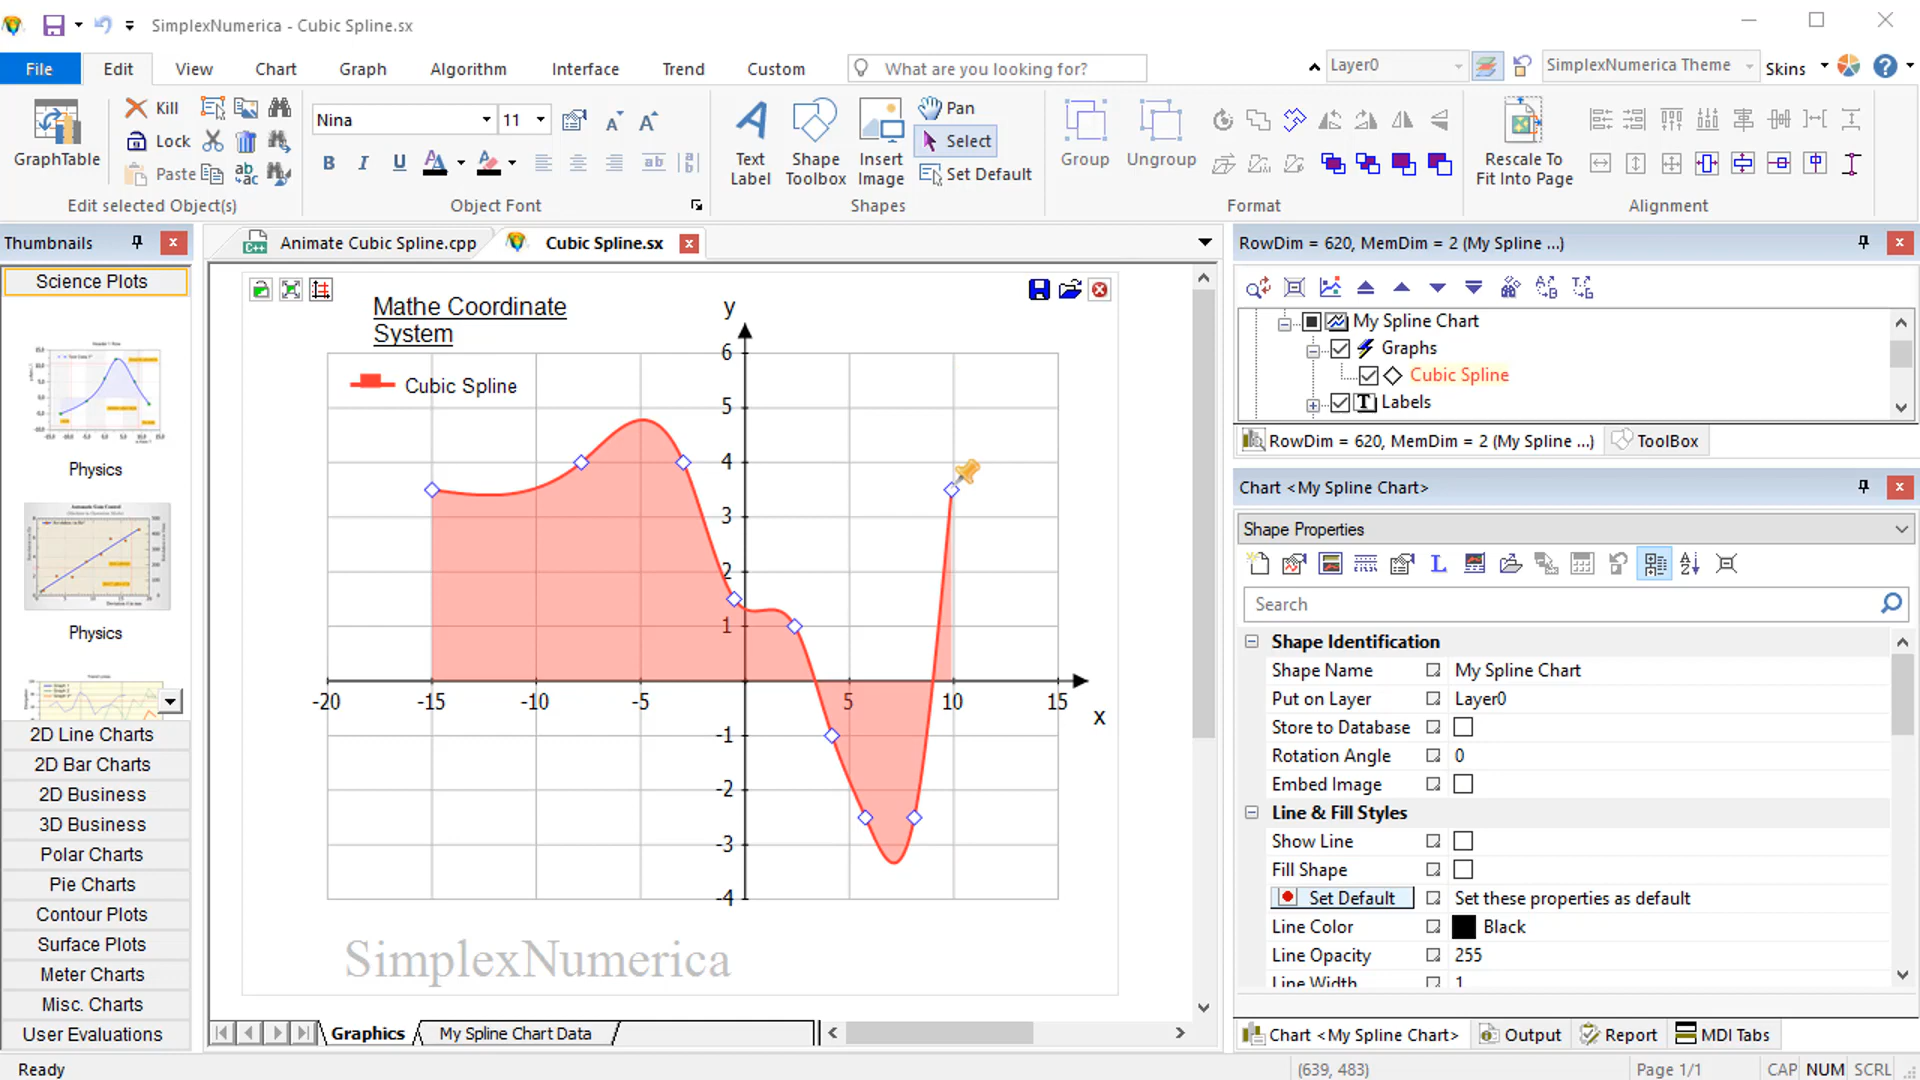 SimplexNumerica - Cubic Spline.sx
File Edit View Chart Graph Algorithm Interface Trend Custom What are you looking for? Layer0 SimplexNumerica Theme Skins
GraphTable
Kill
Lock
Paste
Edit selected Object(s)
Nina 11
B I U
Object Font
Text Label
Shape Toolbox
Insert Image
Pan
Select
Set Default
Shapes
Group
Ungroup
Format
Rescale To Fit Into Page
Alignment
Thumbnails
Science Plots
Physics
Physics
2D Line Charts
2D Bar Charts
2D Business
3D Business
Polar Charts
Pie Charts
Contour Plots
Surface Plots
Meter Charts
Misc. Charts
User Evaluations
Animate Cubic Spline.cpp
Cubic Spline.sx
Mathe Coordinate
System
y
Cubic Spline
6
5
4
3
2
1
-20 -15 -10 -5 5 10 15
x
-1
-2
-3
-4
SimplexNumerica
Graphics
My Spline Chart Data
RowDim = 620, MemDim = 2 (My Spline ...)
My Spline Chart
Graphs
Cubic Spline
Labels
RowDim = 620, MemDim = 2 (My Spline ...)
ToolBox
Chart <My Spline Chart>
Shape Properties
Search
Shape Identification
Shape Name My Spline Chart
Put on Layer Layer0
Store to Database
Rotation Angle 0
Embed Image
Line & Fill Styles
Show Line
Fill Shape
Set Default Set these properties as default
Line Color Black
Line Opacity 255
Line Width 1
Chart <My Spline Chart> Output Report MDI Tabs
Ready (639, 483) Page 1/1 CAP NUM SCRL